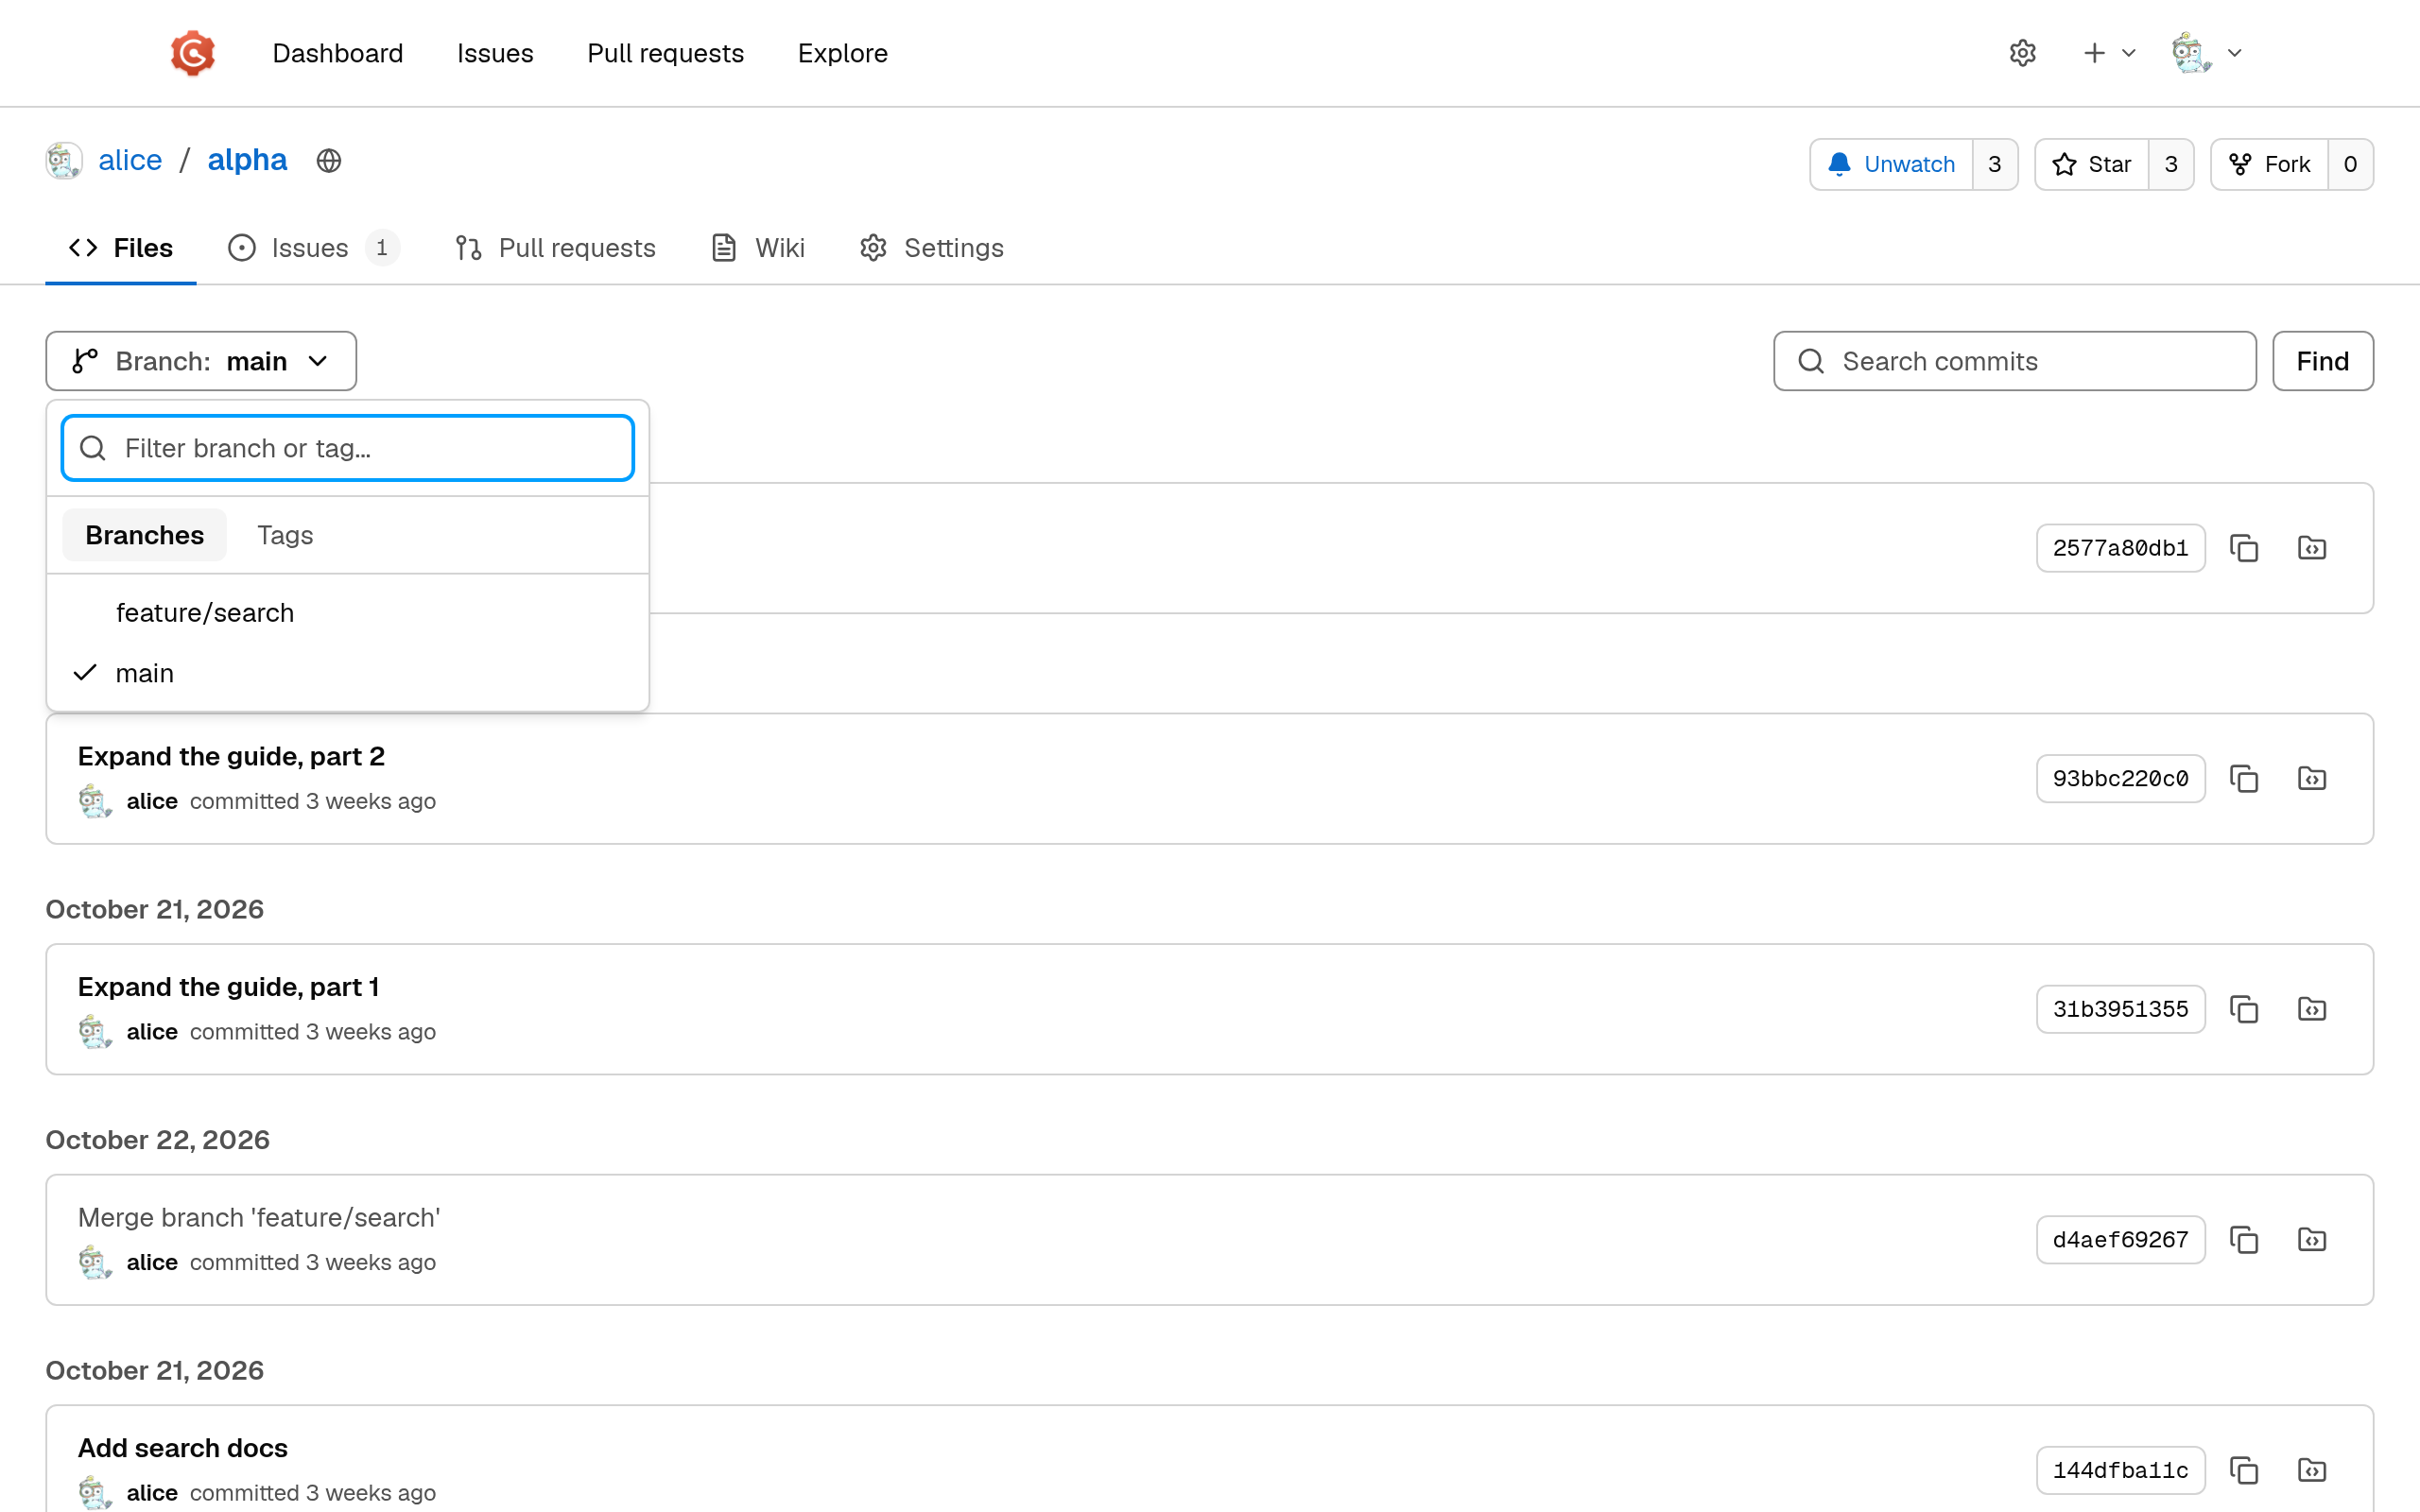 Dashboard Issues Pull requests Explore
alice / alpha
Unwatch 3 Star 3 Fork 0
Files Issues 1 Pull requests Wiki Settings
Branch: main
Search commits Find
Filter branch or tag...
Branches Tags
feature/search
main
2577a80db1
Expand the guide, part 2
alice committed 3 weeks ago
93bbc220c0
October 21, 2026
Expand the guide, part 1
alice committed 3 weeks ago
31b3951355
October 22, 2026
Merge branch 'feature/search'
alice committed 3 weeks ago
d4aef69267
October 21, 2026
Add search docs
alice committed 3 weeks ago
144dfba11c